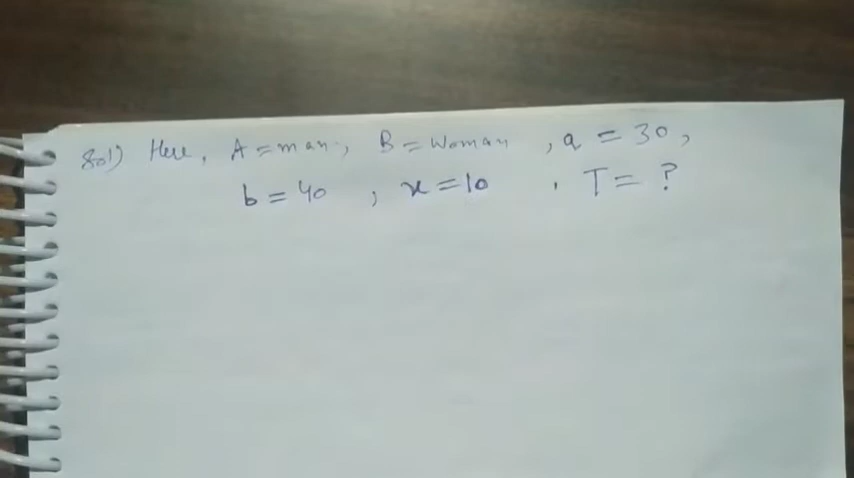 Sol) Here, A = man, B = Woman, a = 30,
b = 40, x = 10, T = ?